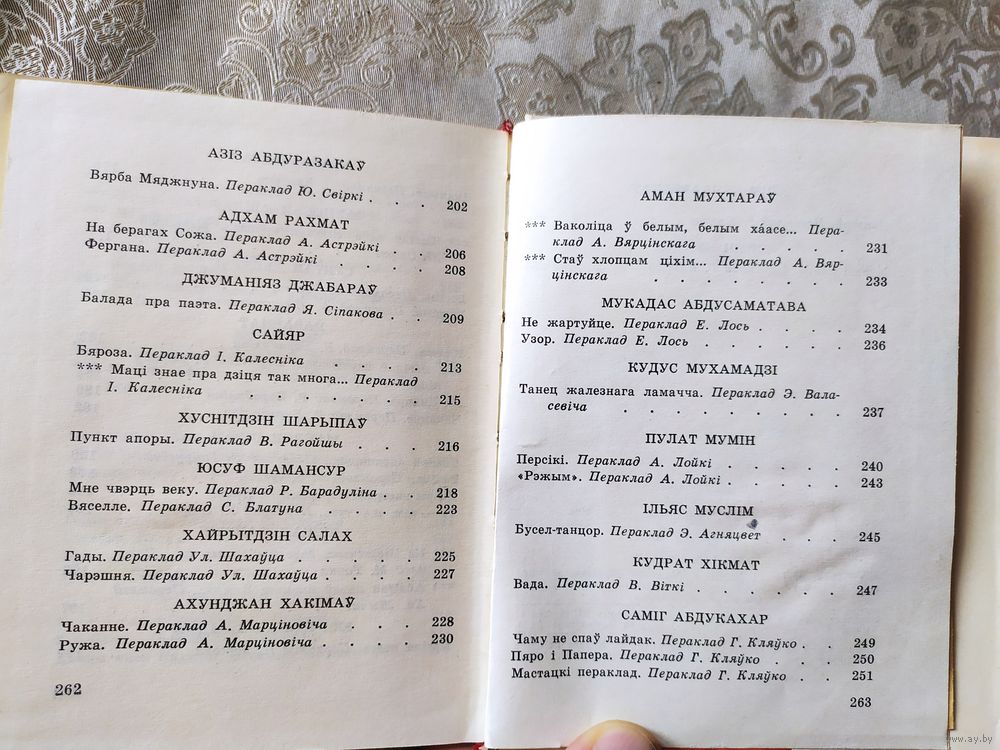 АЗІЗ АБДУРАЗАКАЎ
Вярба Мяджнуна. Пераклад Ю. Свіркі . . . 202
АДХАМ РАХМАТ
На берагах Сожа. Пераклад А. Астрэйкі . . . 206
Фергана. Пераклад А. Астрэйкі . . . . 208
ДЖУМАНІЯЗ ДЖАБАРАЎ
Балада пра паэта. Пераклад Я. Сіпакова . . 209
САЙЯР
Бяроза. Пераклад І. Калесніка . . . . 213
*** Маці знае пра дзіця так многа... Пераклад
І. Калесніка . . . . . . . 215
ХУСНІТДЗІН ШАРЫПАЎ
Пункт апоры. Пераклад В. Рагойшы . . . 216
ЮСУФ ШАМАНСУР
Мне чвэрць веку. Пераклад Р. Барадуліна . . 218
Вяселле. Пераклад С. Блатуна . . . . 223
ХАЙРЫТДЗІН САЛАХ
Гады. Пераклад Ул. Шахаўца . . . . 225
Чарэшня. Пераклад Ул. Шахаўца . . . . 227
АХУНДЖАН ХАКІМАЎ
Чаканне. Пераклад А. Марціновіча . . . 228
Ружа. Пераклад А. Марціновіча . . . . 230
262
АМАН МУХТАРАЎ
*** Ваколіца ў белым, белым хáасе... Пера-
клад А. Вярцінскага . . . . . 231
*** Стаў хлопцам ціхім... Пераклад А. Вяр-
цінскага . . . . . . . . 233
МУКАДАС АБДУСАМАТАВА
Не жартуйце. Пераклад Е. Лось . . . . 234
Узор. Пераклад Е. Лось . . . . . . 236
КУДУС МУХАМАДЗІ
Танец жалезнага ламачча. Пераклад Э. Вала-
севіча . . . . . . . . . 237
ПУЛАТ МУМІН
Персікі. Пераклад А. Лойкі . . . . . 240
«Рэжым». Пераклад А. Лойкі . . . . . 243
ІЛЬЯС МУСЛІМ
Бусел-танцор. Пераклад Э. Агняцвет . . . 245
КУДРАТ ХІКМАТ
Вада. Пераклад В. Віткі . . . . . . 247
САМІГ АБДУКАХАР
Чаму не спаў лайдак. Пераклад Г. Кляўко . . 249
Пяро і Папера. Пераклад Г. Кляўко . . . 250
Мастацкі пераклад. Пераклад Г. Кляўко . . 251
263
www.ay.by